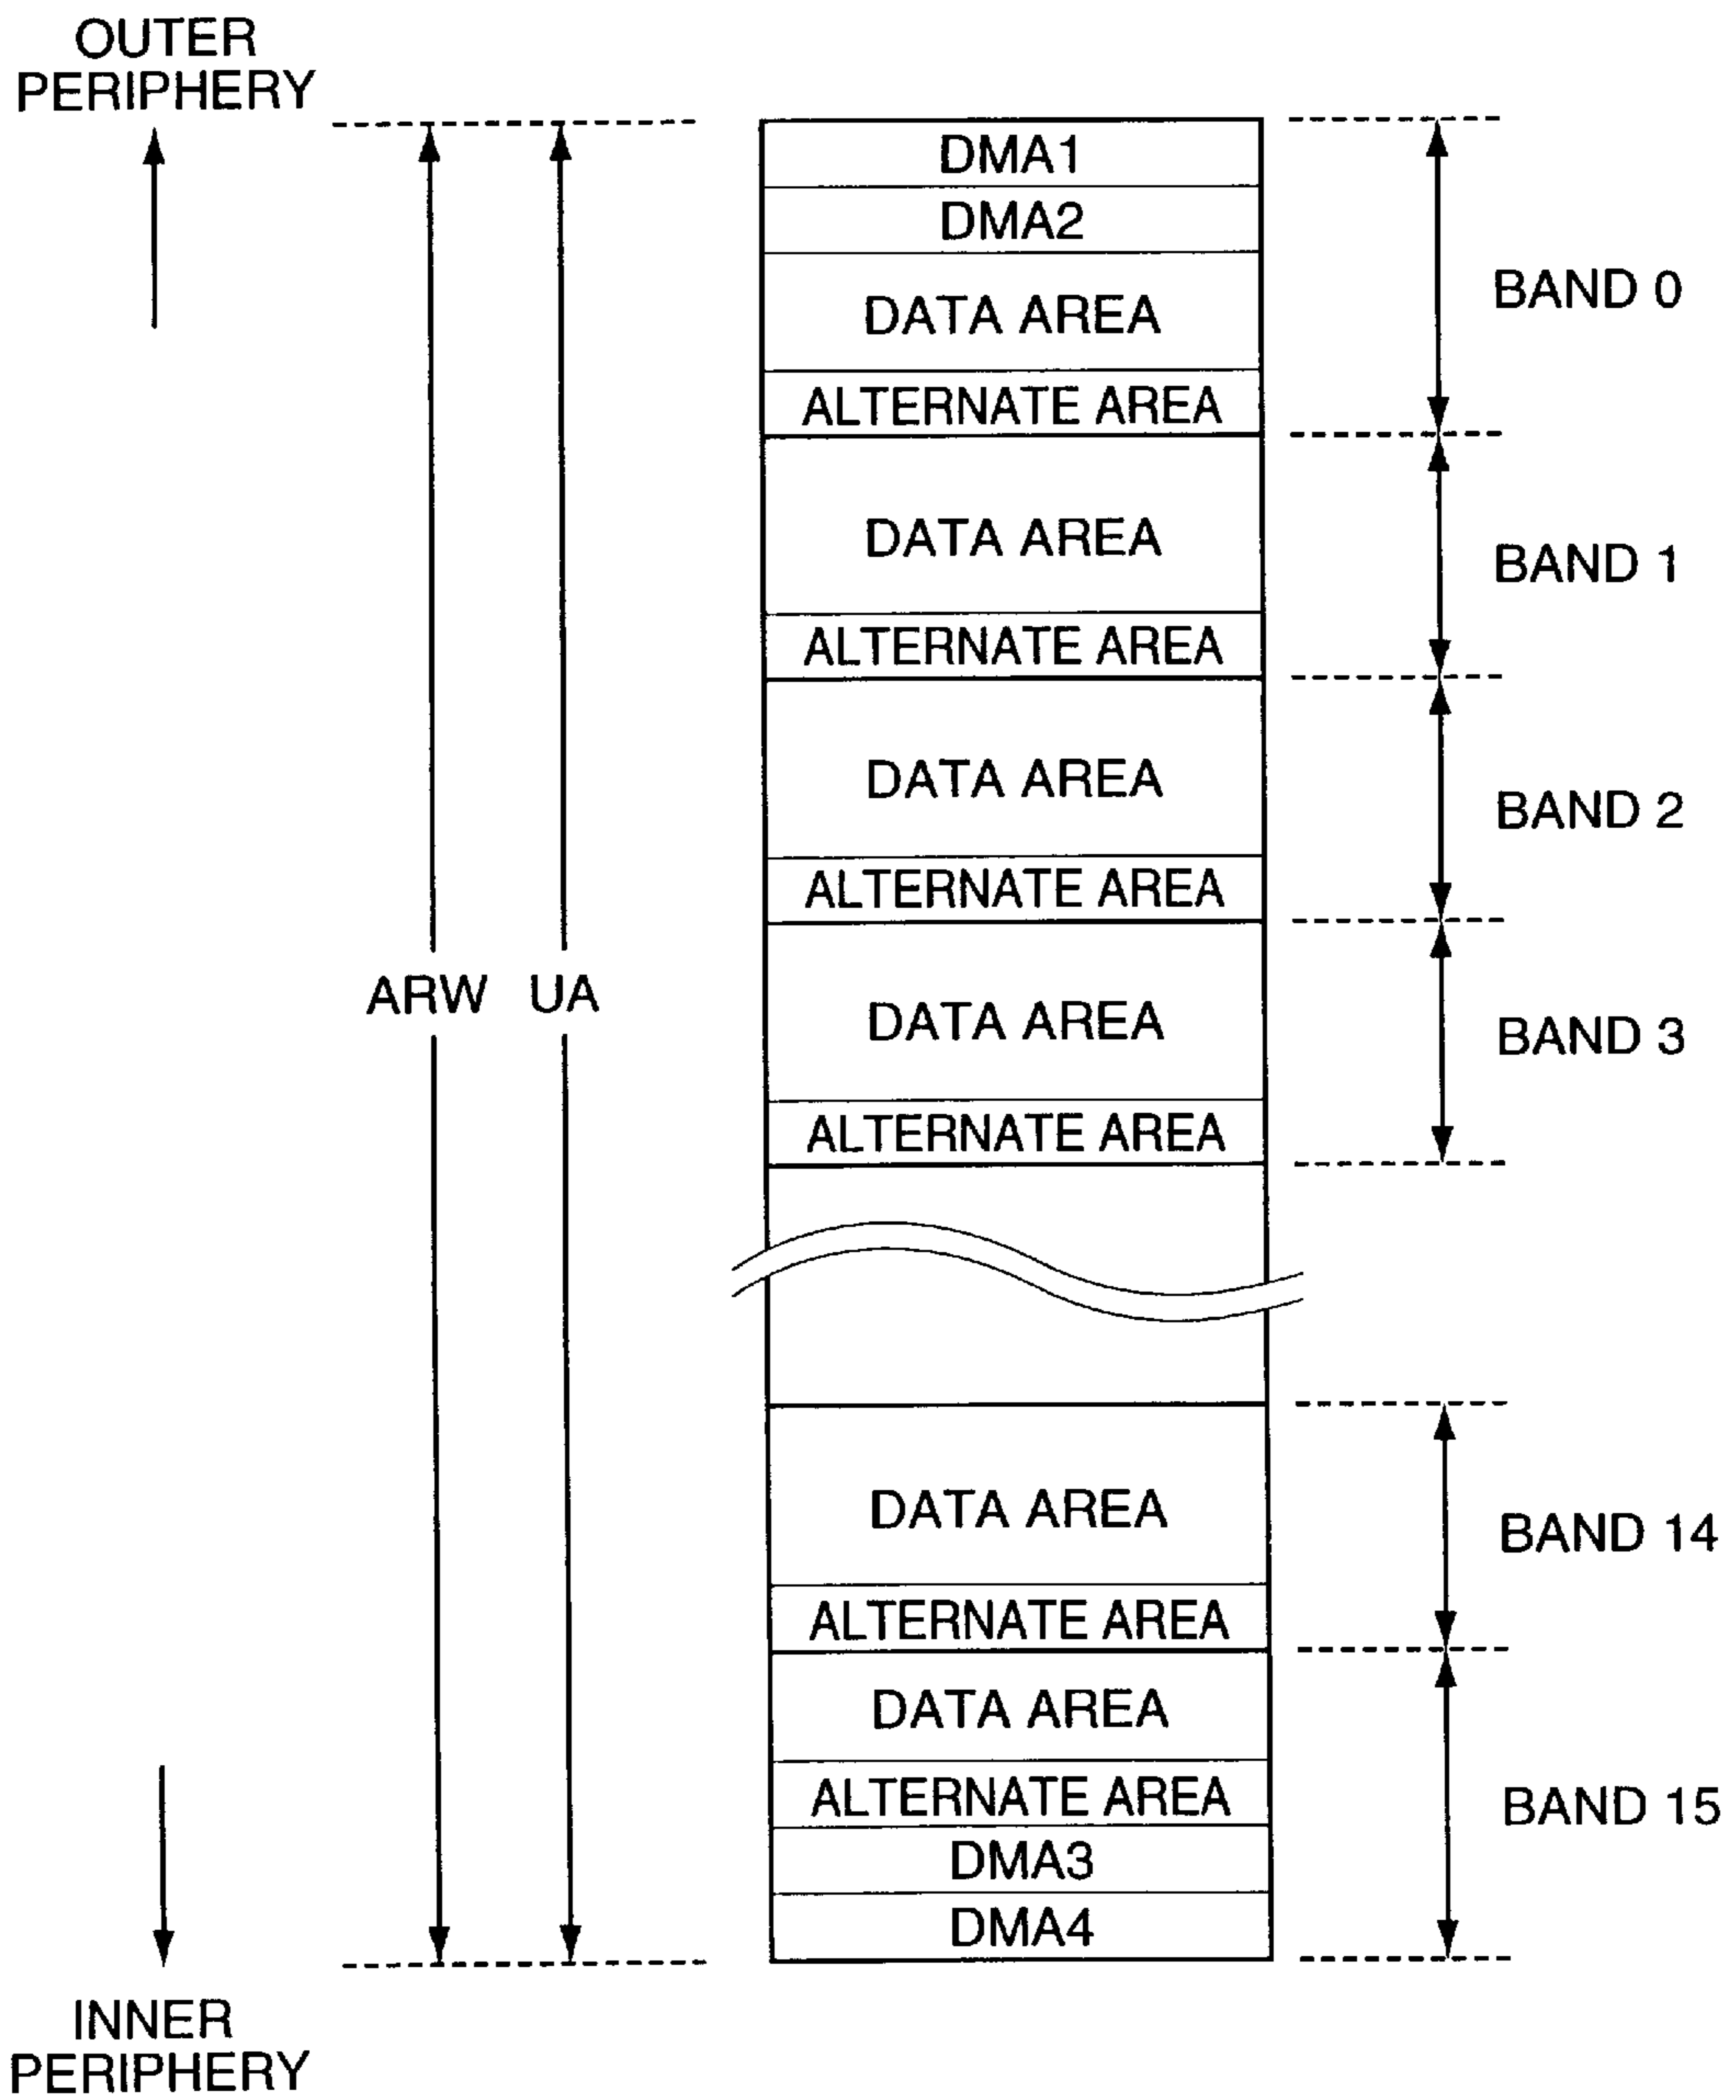 OUTER
PERIPHERY
DMA1
DMA2
DATA AREA
BAND 0
ALTERNATE AREA
DATA AREA
BAND 1
ALTERNATE AREA
DATA AREA
BAND 2
ALTERNATE AREA
ARW UA
DATA AREA
BAND 3
ALTERNATE AREA
DATA AREA
BAND 14
ALTERNATE AREA
DATA AREA
ALTERNATE AREA
BAND 15
DMA3
DMA4
INNER
PERIPHERY